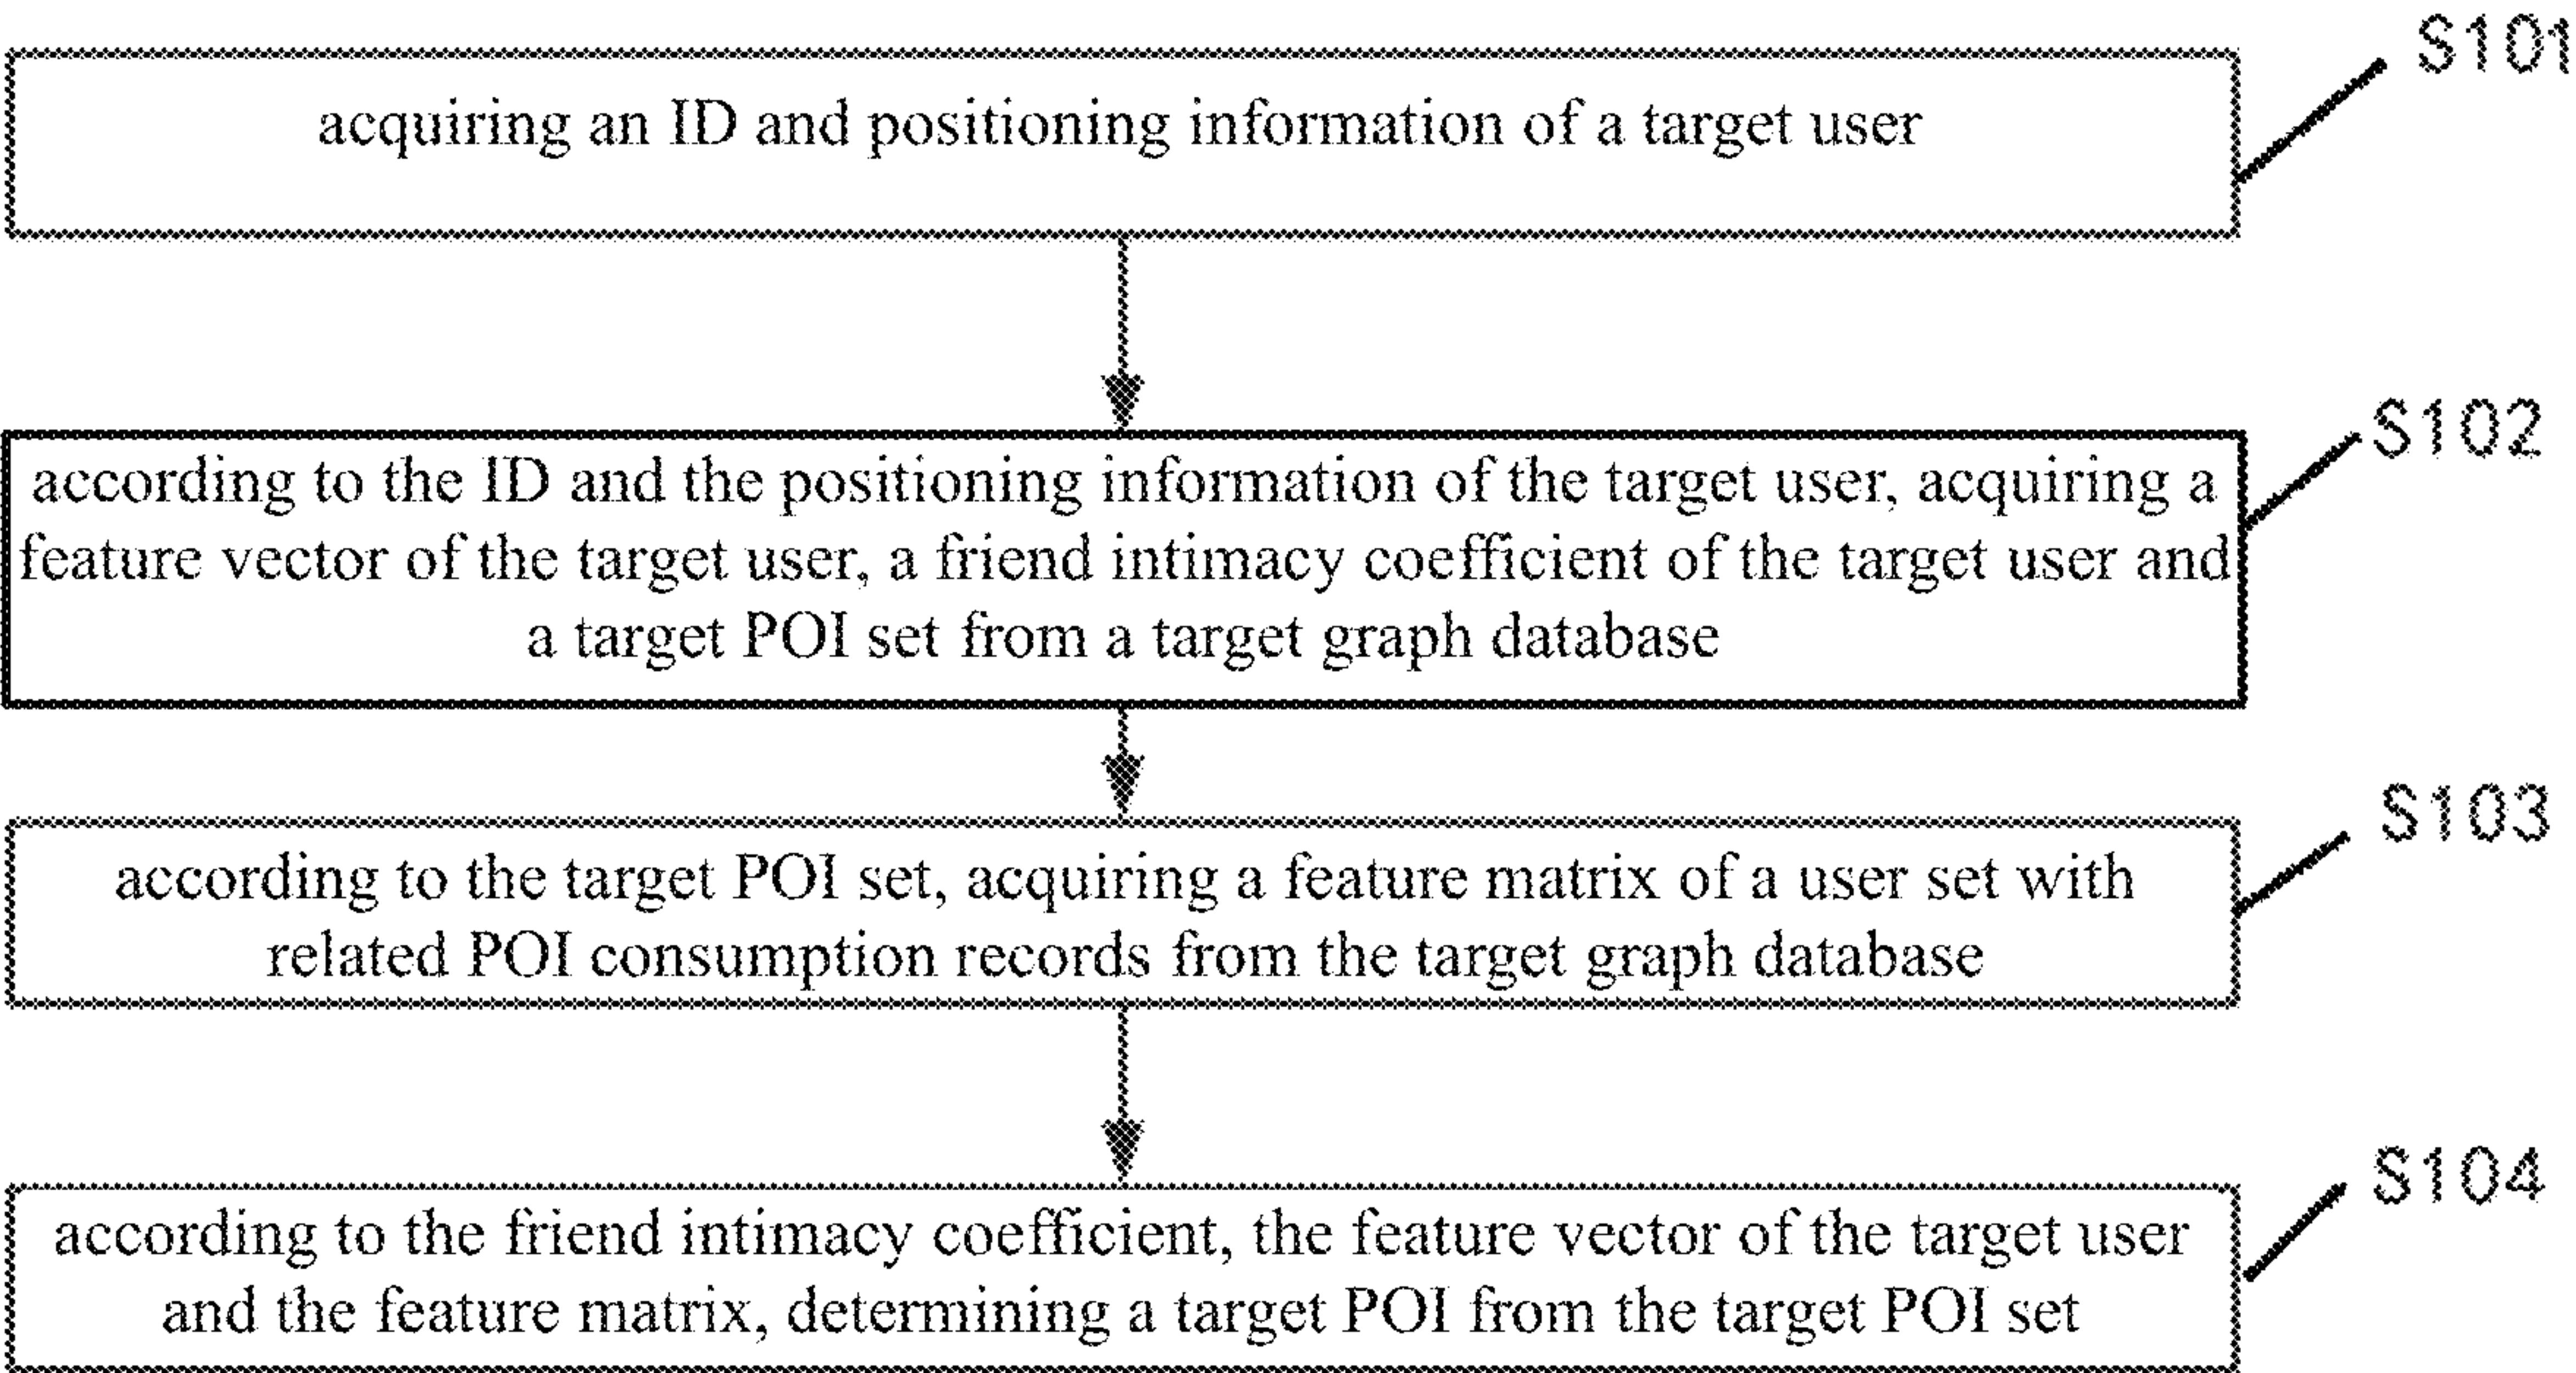 S101
acquiring an ID and positioning information of a target user
S102
according to the ID and the positioning information of the target user, acquiring a
feature vector of the target user, a friend intimacy coefficient of the target user and
a target POI set from a target graph database
S103
according to the target POI set, acquiring a feature matrix of a user set with
related POI consumption records from the target graph database
S104
according to the friend intimacy coefficient, the feature vector of the target user
and the feature matrix, determining a target POI from the target POI set